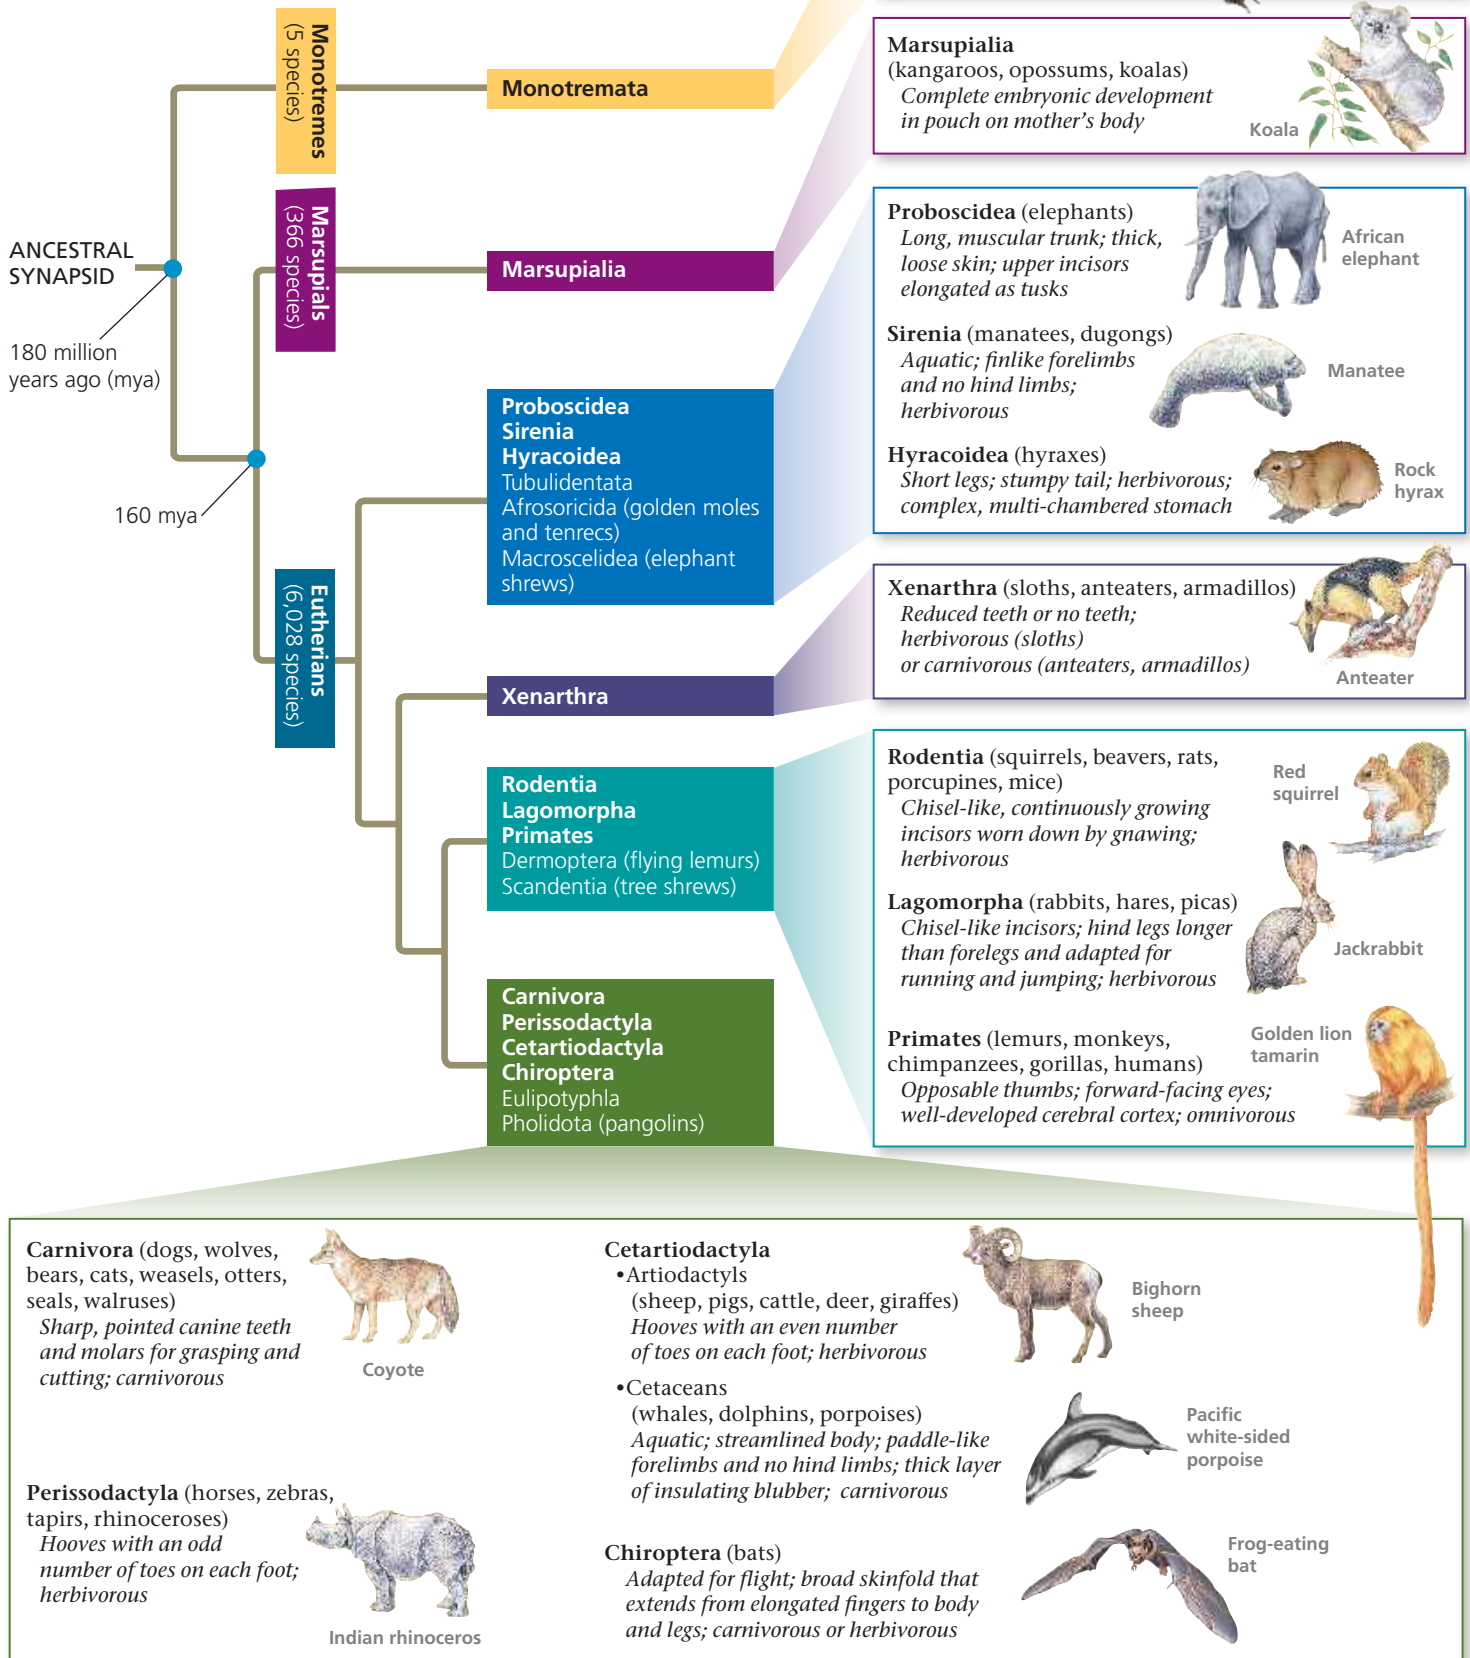 Monotremes
(5 species)
Monotremata
Marsupials
(366 species)
Marsupialia
ANCESTRAL
SYNAPSID
180 million
years ago (mya)
160 mya
Eutherians
(6,028 species)
Proboscidea
Sirenia
Hyracoidea
Tubulidentata
Afrosoricida (golden moles
and tenrecs)
Macroscelidea (elephant
shrews)
Xenarthra
Rodentia
Lagomorpha
Primates
Dermoptera (flying lemurs)
Scandentia (tree shrews)
Carnivora
Perissodactyla
Cetartiodactyla
Chiroptera
Eulipotyphla
Pholidota (pangolins)
Marsupialia
(kangaroos, opossums, koalas)
Complete embryonic development
in pouch on mother's body
Koala
Proboscidea (elephants)
Long, muscular trunk; thick,
loose skin; upper incisors
elongated as tusks
African
elephant
Sirenia (manatees, dugongs)
Aquatic; finlike forelimbs
and no hind limbs;
herbivorous
Manatee
Hyracoidea (hyraxes)
Short legs; stumpy tail; herbivorous;
complex, multi-chambered stomach
Rock
hyrax
Xenarthra (sloths, anteaters, armadillos)
Reduced teeth or no teeth;
herbivorous (sloths)
or carnivorous (anteaters, armadillos)
Anteater
Rodentia (squirrels, beavers, rats,
porcupines, mice)
Chisel-like, continuously growing
incisors worn down by gnawing;
herbivorous
Red
squirrel
Lagomorpha (rabbits, hares, picas)
Chisel-like incisors; hind legs longer
than forelegs and adapted for
running and jumping; herbivorous
Jackrabbit
Primates (lemurs, monkeys,
chimpanzees, gorillas, humans)
Opposable thumbs; forward-facing eyes;
well-developed cerebral cortex; omnivorous
Golden lion
tamarin
Carnivora (dogs, wolves,
bears, cats, weasels, otters,
seals, walruses)
Sharp, pointed canine teeth
and molars for grasping and
cutting; carnivorous
Coyote
Perissodactyla (horses, zebras,
tapirs, rhinoceroses)
Hooves with an odd
number of toes on each foot;
herbivorous
Indian rhinoceros
Cetartiodactyla
•Artiodactyls
(sheep, pigs, cattle, deer, giraffes)
Hooves with an even number
of toes on each foot; herbivorous
Bighorn
sheep
•Cetaceans
(whales, dolphins, porpoises)
Aquatic; streamlined body; paddle-like
forelimbs and no hind limbs; thick layer
of insulating blubber; carnivorous
Pacific
white-sided
porpoise
Chiroptera (bats)
Adapted for flight; broad skinfold that
extends from elongated fingers to body
and legs; carnivorous or herbivorous
Frog-eating
bat